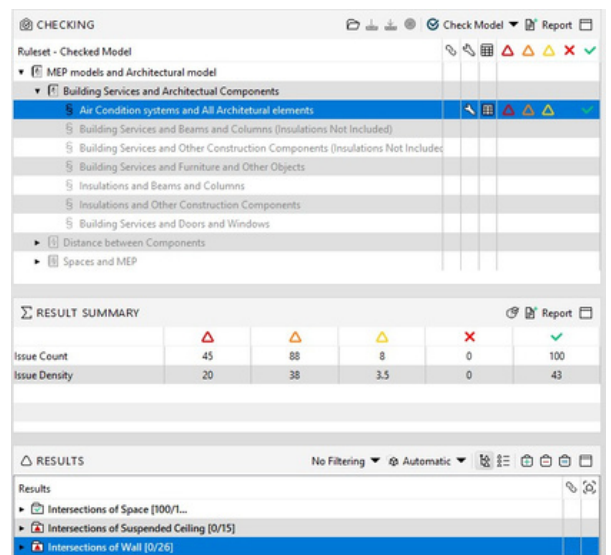 CHECKING
Check Model Report
Ruleset - Checked Model
MEP models and Architectural model
Building Services and Architectual Components
§ Air Condition systems and All Architetural elements
§ Building Services and Beams and Columns (Insulations Not Included)
§ Building Services and Other Construction Components (Insulations Not Includec
§ Building Services and Furniture and Other Objects
§ Insulations and Beams and Columns
§ Insulations and Other Construction Components
§ Building Services and Doors and Windows
§ Distance between Components
§ Spaces and MEP
∑ RESULT SUMMARY Report
Issue Count 45 88 8 0 100
Issue Density 20 38 3.5 0 43
RESULTS No Filtering Automatic
Results
Intersections of Space [100/1...
Intersections of Suspended Ceiling [0/15]
Intersections of Wall [0/26]